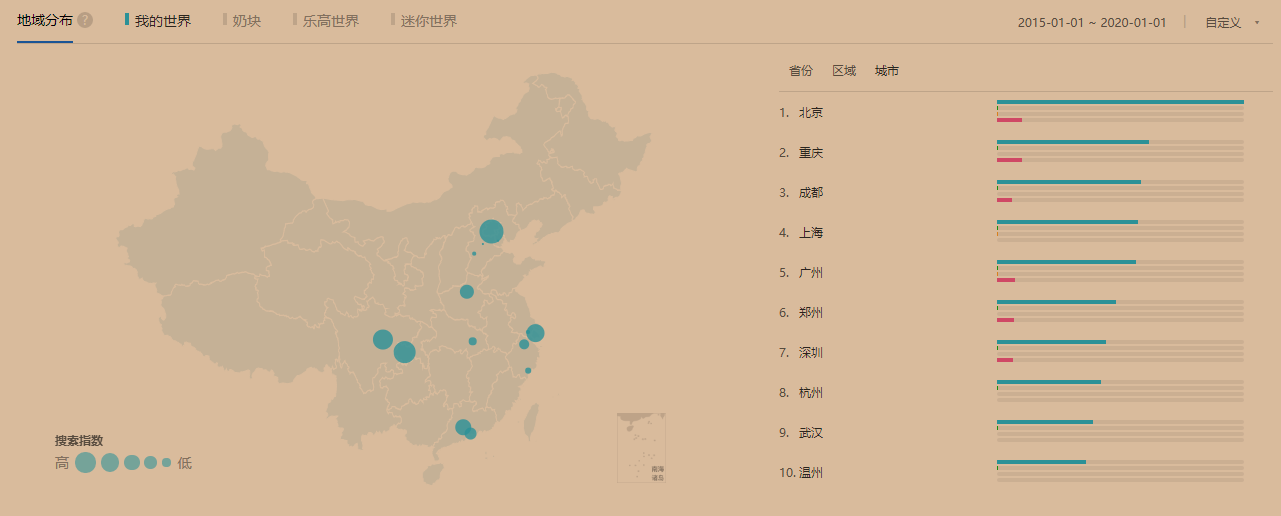 地域分布 ? 我的世界 奶块 乐高世界 迷你世界 2015-01-01 ~ 2020-01-01 | 自定义
省份 区域 城市
1. 北京
2. 重庆
3. 成都
4. 上海
5. 广州
6. 郑州
7. 深圳
8. 杭州
9. 武汉
10. 温州
搜索指数
高 低
南海
诸岛